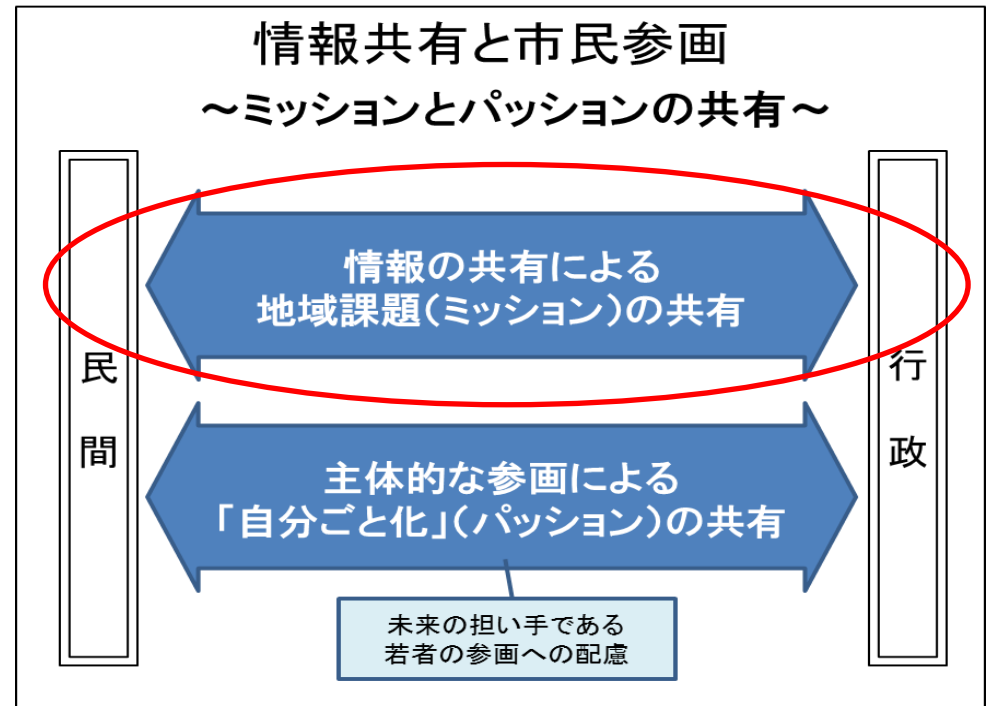 情報共有と市民参画
～ミッションとパッションの共有～
民間
情報の共有による
地域課題（ミッション）の共有
行政
主体的な参画による
「自分ごと化」（パッション）の共有
未来の担い手である
若者の参画への配慮